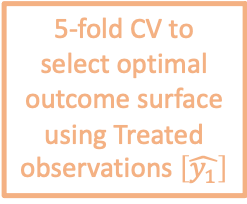 5-fold CV to
select optimal
outcome surface
using Treated
observations [ŷ₁]